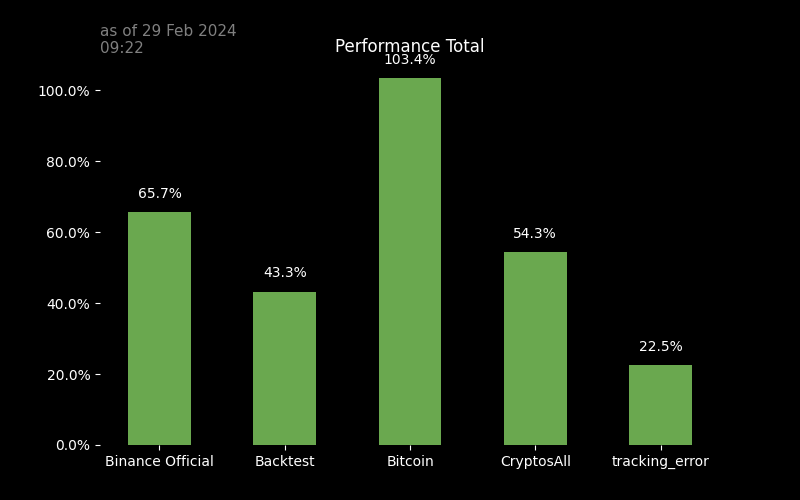 as of 29 Feb 2024
09:22
Performance Total
103.4%
100.0%
80.0%
65.7%
60.0%
54.3%
43.3%
40.0%
22.5%
20.0%
0.0%
Binance Official
Backtest
Bitcoin
CryptosAll
tracking_error